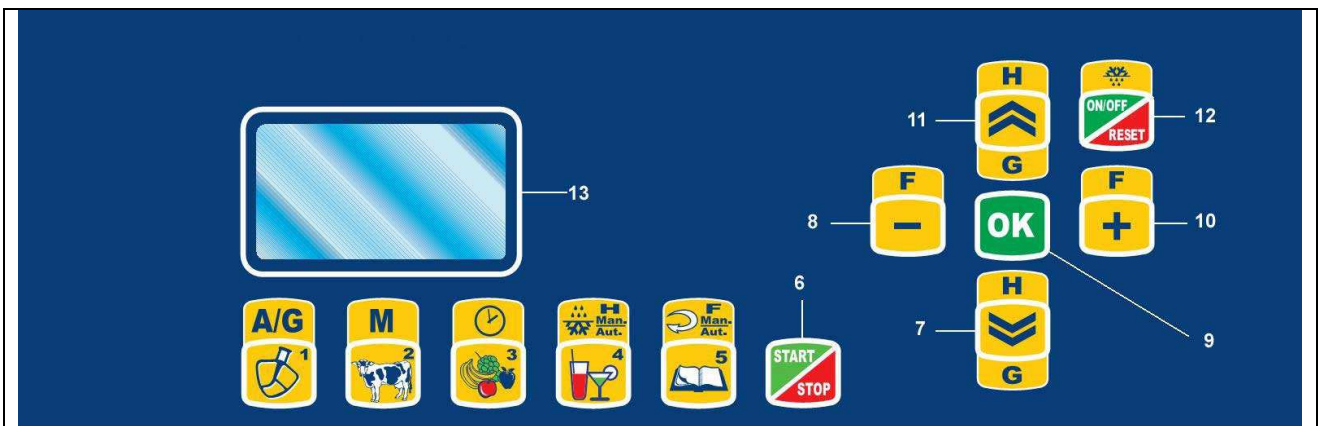 H
11
G
ON/OFF
RESET
12
13
F
8
−
OK
F
+
10
6
H
7
G
9
A/G
1
M
2
3
H
Man.
Aut.
4
F
Man.
Aut.
5
START
STOP